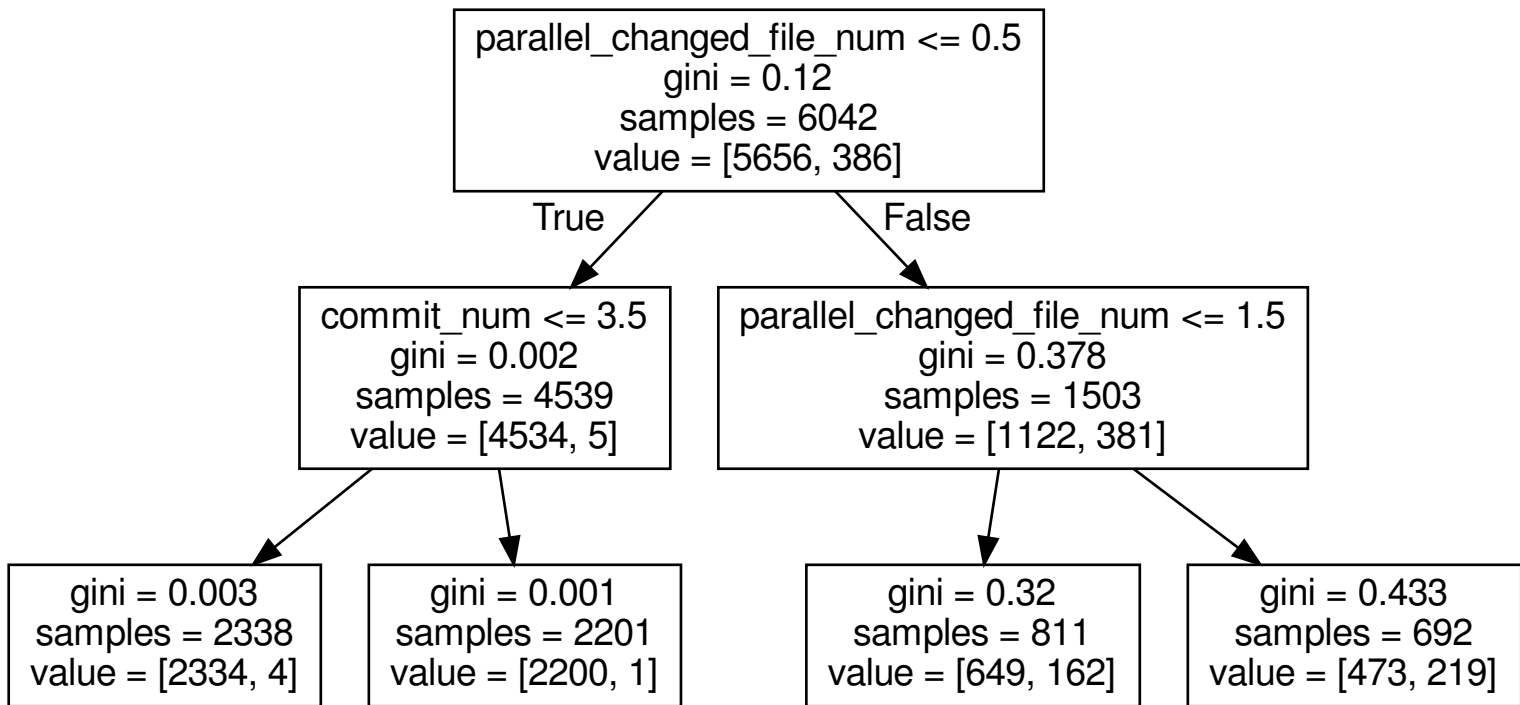 parallel_changed_file_num <= 0.5
gini = 0.12
samples = 6042
value = [5656, 386]
True
False
commit_num <= 3.5
gini = 0.002
samples = 4539
value = [4534, 5]
parallel_changed_file_num <= 1.5
gini = 0.378
samples = 1503
value = [1122, 381]
gini = 0.003
samples = 2338
value = [2334, 4]
gini = 0.001
samples = 2201
value = [2200, 1]
gini = 0.32
samples = 811
value = [649, 162]
gini = 0.433
samples = 692
value = [473, 219]